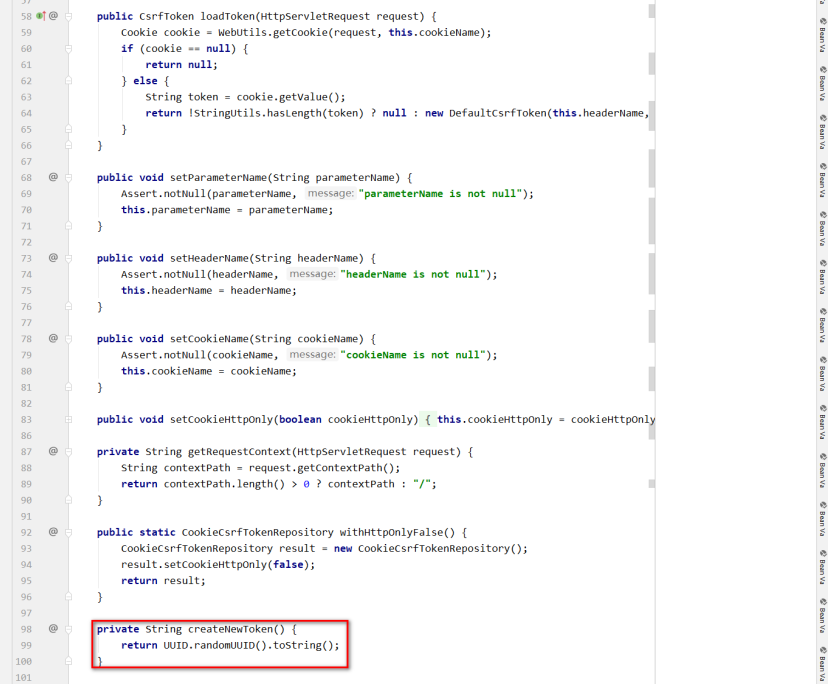 57
58 @ public CsrfToken loadToken(HttpServletRequest request) {
59 Cookie cookie = WebUtils.getCookie(request, this.cookieName);
60 if (cookie == null) {
61 return null;
62 } else {
63 String token = cookie.getValue();
64 return !StringUtils.hasLength(token) ? null : new DefaultCsrfToken(this.headerName,
65 }
66 }
67
68 @ public void setParameterName(String parameterName) {
69 Assert.notNull(parameterName, message: "parameterName is not null");
70 this.parameterName = parameterName;
71 }
72
73 @ public void setHeaderName(String headerName) {
74 Assert.notNull(headerName, message: "headerName is not null");
75 this.headerName = headerName;
76 }
77
78 @ public void setCookieName(String cookieName) {
79 Assert.notNull(cookieName, message: "cookieName is not null");
80 this.cookieName = cookieName;
81 }
82
83 public void setCookieHttpOnly(boolean cookieHttpOnly) { this.cookieHttpOnly = cookieHttpOnly
86
87 @ private String getRequestContext(HttpServletRequest request) {
88 String contextPath = request.getContextPath();
89 return contextPath.length() > 0 ? contextPath : "/";
90 }
91
92 @ public static CookieCsrfTokenRepository withHttpOnlyFalse() {
93 CookieCsrfTokenRepository result = new CookieCsrfTokenRepository();
94 result.setCookieHttpOnly(false);
95 return result;
96 }
97
98 @ private String createNewToken() {
99 return UUID.randomUUID().toString();
100 }
101
Bean Va
Bean Va
Bean Va
Bean Va
Bean Va
Bean Va
Bean Va
Bean Va
Bean Va
Bean Va
Bean Va
Bean Va
Bean Va
Bean Va